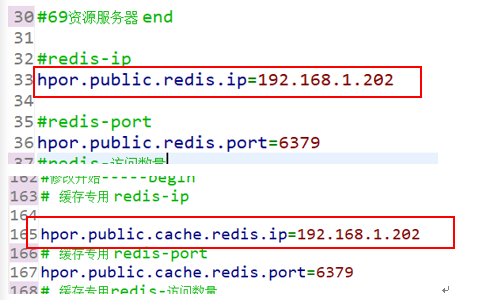 30 #69资源服务器 end
31
32 #redis-ip
33 hpor.public.redis.ip=192.168.1.202
34
35 #redis-port
36 hpor.public.redis.port=6379
37 #redis-访问数量
162 #修改开始-----begin
163 # 缓存专用 redis-ip
164
165 hpor.public.cache.redis.ip=192.168.1.202
166 # 缓存专用 redis-port
167 hpor.public.cache.redis.port=6379
168 # 缓存专用redis-访问数量